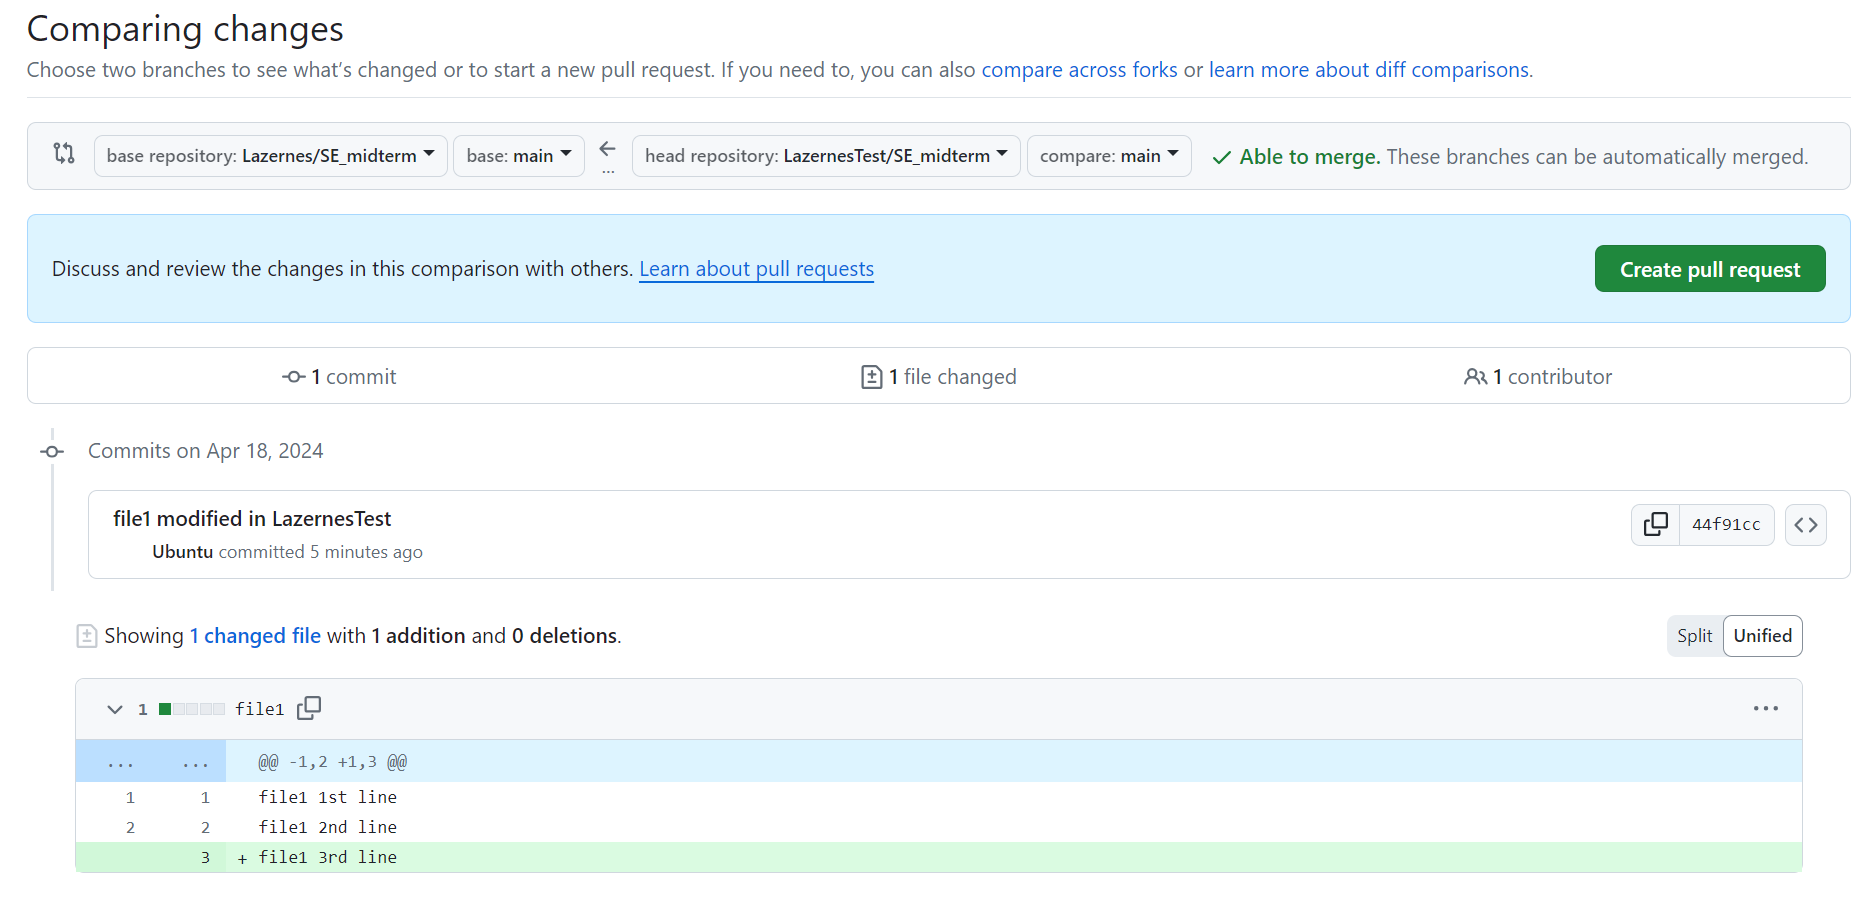 Comparing changes
Choose two branches to see what's changed or to start a new pull request. If you need to, you can also compare across forks or learn more about diff comparisons.
base repository: Lazernes/SE_midterm base: main ... head repository: LazernesTest/SE_midterm compare: main Able to merge. These branches can be automatically merged.
Discuss and review the changes in this comparison with others. Learn about pull requests Create pull request
1 commit 1 file changed 1 contributor
Commits on Apr 18, 2024
file1 modified in LazernesTest
44f91cc
Ubuntu committed 5 minutes ago
Showing 1 changed file with 1 addition and 0 deletions. Split Unified
1 file1 ...
... ... @@ -1,2 +1,3 @@
1 1 file1 1st line
2 2 file1 2nd line
3 + file1 3rd line